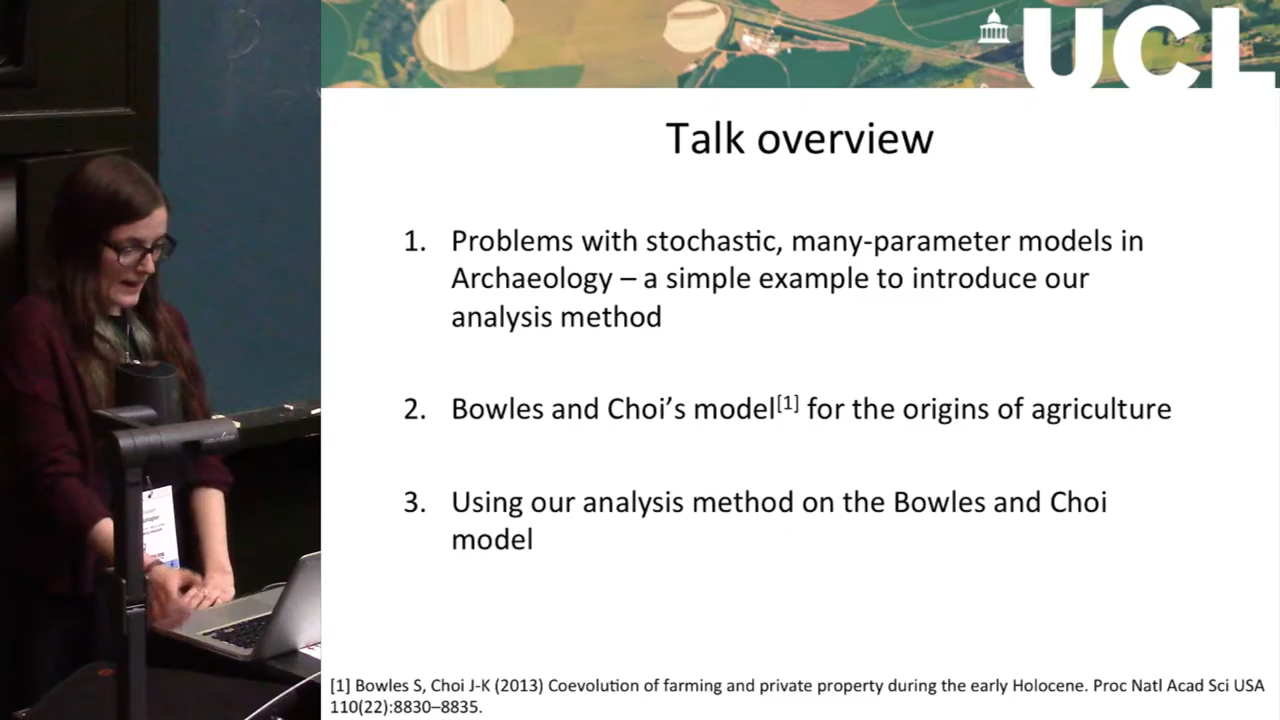 UCL
Talk overview
1. Problems with stochastic, many-parameter models in
Archaeology – a simple example to introduce our
analysis method
2. Bowles and Choi’s model[1] for the origins of agriculture
3. Using our analysis method on the Bowles and Choi
model
[1] Bowles S, Choi J-K (2013) Coevolution of farming and private property during the early Holocene. Proc Natl Acad Sci USA
110(22):8830–8835.